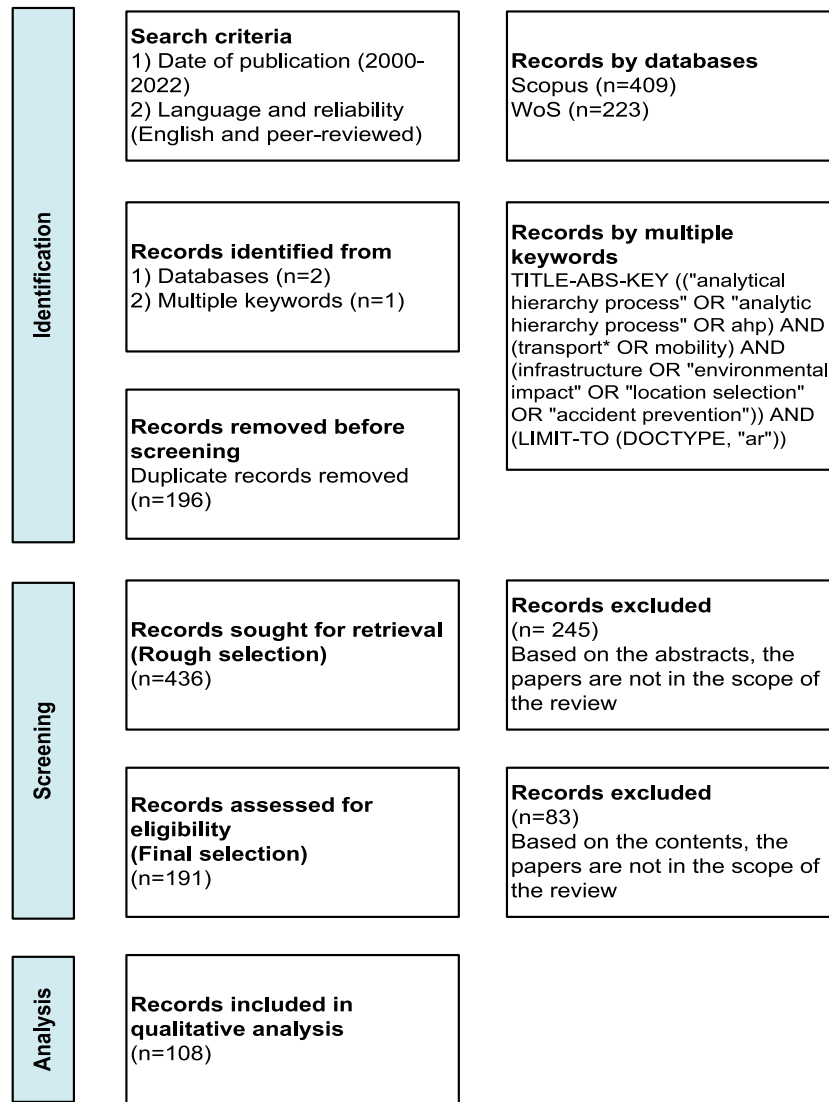 Identification
Search criteria
1) Date of publication (2000-
2022)
2) Language and reliability
(English and peer-reviewed)
Records by databases
Scopus (n=409)
WoS (n=223)
Records identified from
1) Databases (n=2)
2) Multiple keywords (n=1)
Records by multiple
keywords
TITLE-ABS-KEY (("analytical
hierarchy process" OR "analytic
hierarchy process" OR ahp) AND
(transport* OR mobility) AND
(infrastructure OR "environmental
impact" OR "location selection"
OR "accident prevention")) AND
(LIMIT-TO (DOCTYPE, "ar"))
Records removed before
screening
Duplicate records removed
(n=196)
Screening
Records sought for retrieval
(Rough selection)
(n=436)
Records excluded
(n= 245)
Based on the abstracts, the
papers are not in the scope of
the review
Records assessed for
eligibility
(Final selection)
(n=191)
Records excluded
(n=83)
Based on the contents, the
papers are not in the scope of
the review
Analysis
Records included in
qualitative analysis
(n=108)